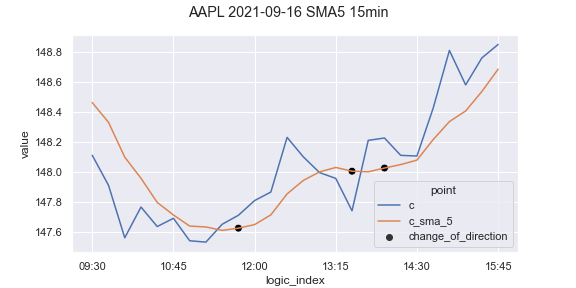 AAPL 2021-09-16 SMA5 15min
148.8
148.6
148.4
148.2
148.0
147.8
147.6
value
09:30 10:45 12:00 13:15 14:30 15:45
logic_index
point
c
c_sma_5
change_of_direction